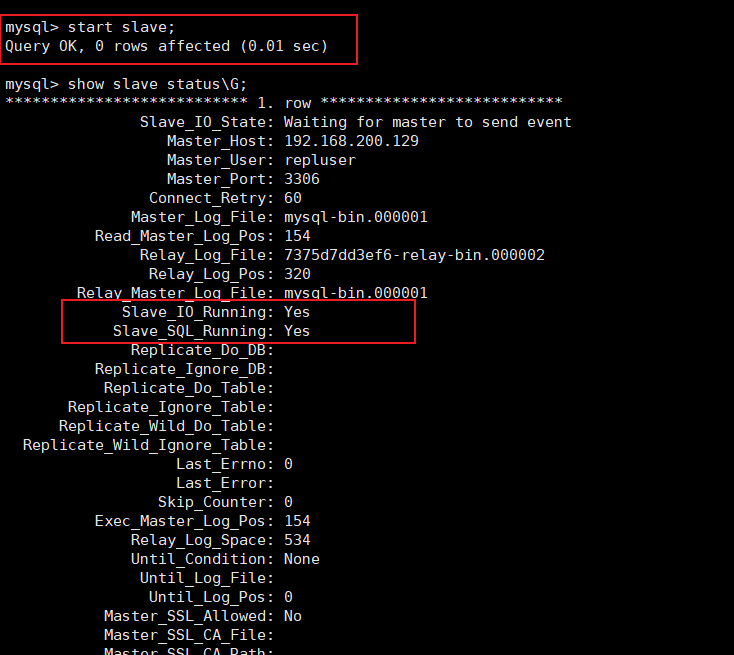 mysql> start slave;
Query OK, 0 rows affected (0.01 sec)
mysql> show slave status\G;
*************************** 1. row ***************************
Slave_IO_State: Waiting for master to send event
Master_Host: 192.168.200.129
Master_User: repluser
Master_Port: 3306
Connect_Retry: 60
Master_Log_File: mysql-bin.000001
Read_Master_Log_Pos: 154
Relay_Log_File: 7375d7dd3ef6-relay-bin.000002
Relay_Log_Pos: 320
Relay_Master_Log_File: mysql-bin.000001
Slave_IO_Running: Yes
Slave_SQL_Running: Yes
Replicate_Do_DB:
Replicate_Ignore_DB:
Replicate_Do_Table:
Replicate_Ignore_Table:
Replicate_Wild_Do_Table:
Replicate_Wild_Ignore_Table:
Last_Errno: 0
Last_Error:
Skip_Counter: 0
Exec_Master_Log_Pos: 154
Relay_Log_Space: 534
Until_Condition: None
Until_Log_File:
Until_Log_Pos: 0
Master_SSL_Allowed: No
Master_SSL_CA_File:
Master_SSL_CA_Path: